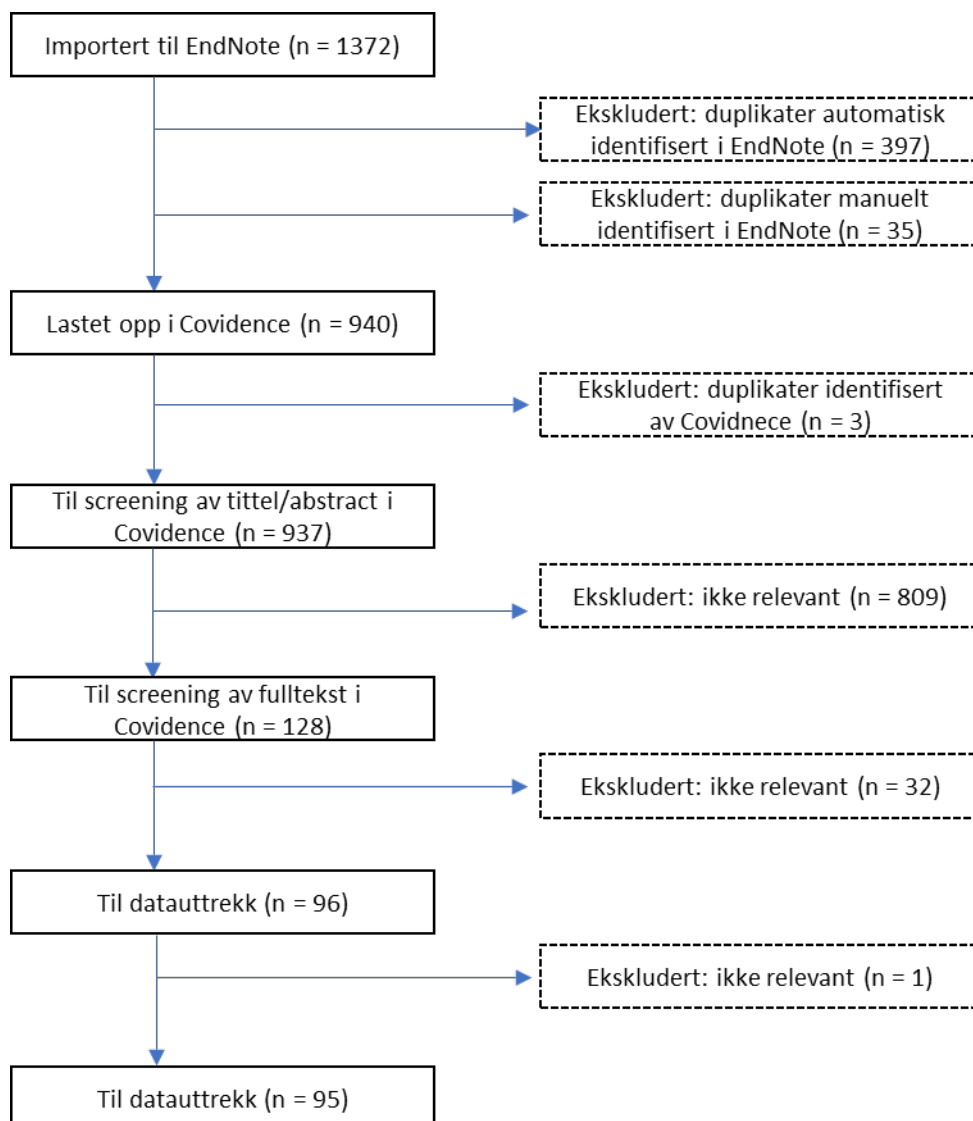 Importert til EndNote (n = 1372)
Ekskludert: duplikater automatisk
identifisert i EndNote (n = 397)
Ekskludert: duplikater manuelt
identifisert i EndNote (n = 35)
Lastet opp i Covidence (n = 940)
Ekskludert: duplikater identifisert
av Covidnece (n = 3)
Til screening av tittel/abstract i
Covidence (n = 937)
Ekskludert: ikke relevant (n = 809)
Til screening av fulltekst i
Covidence (n = 128)
Ekskludert: ikke relevant (n = 32)
Til datauttrekk (n = 96)
Ekskludert: ikke relevant (n = 1)
Til datauttrekk (n = 95)